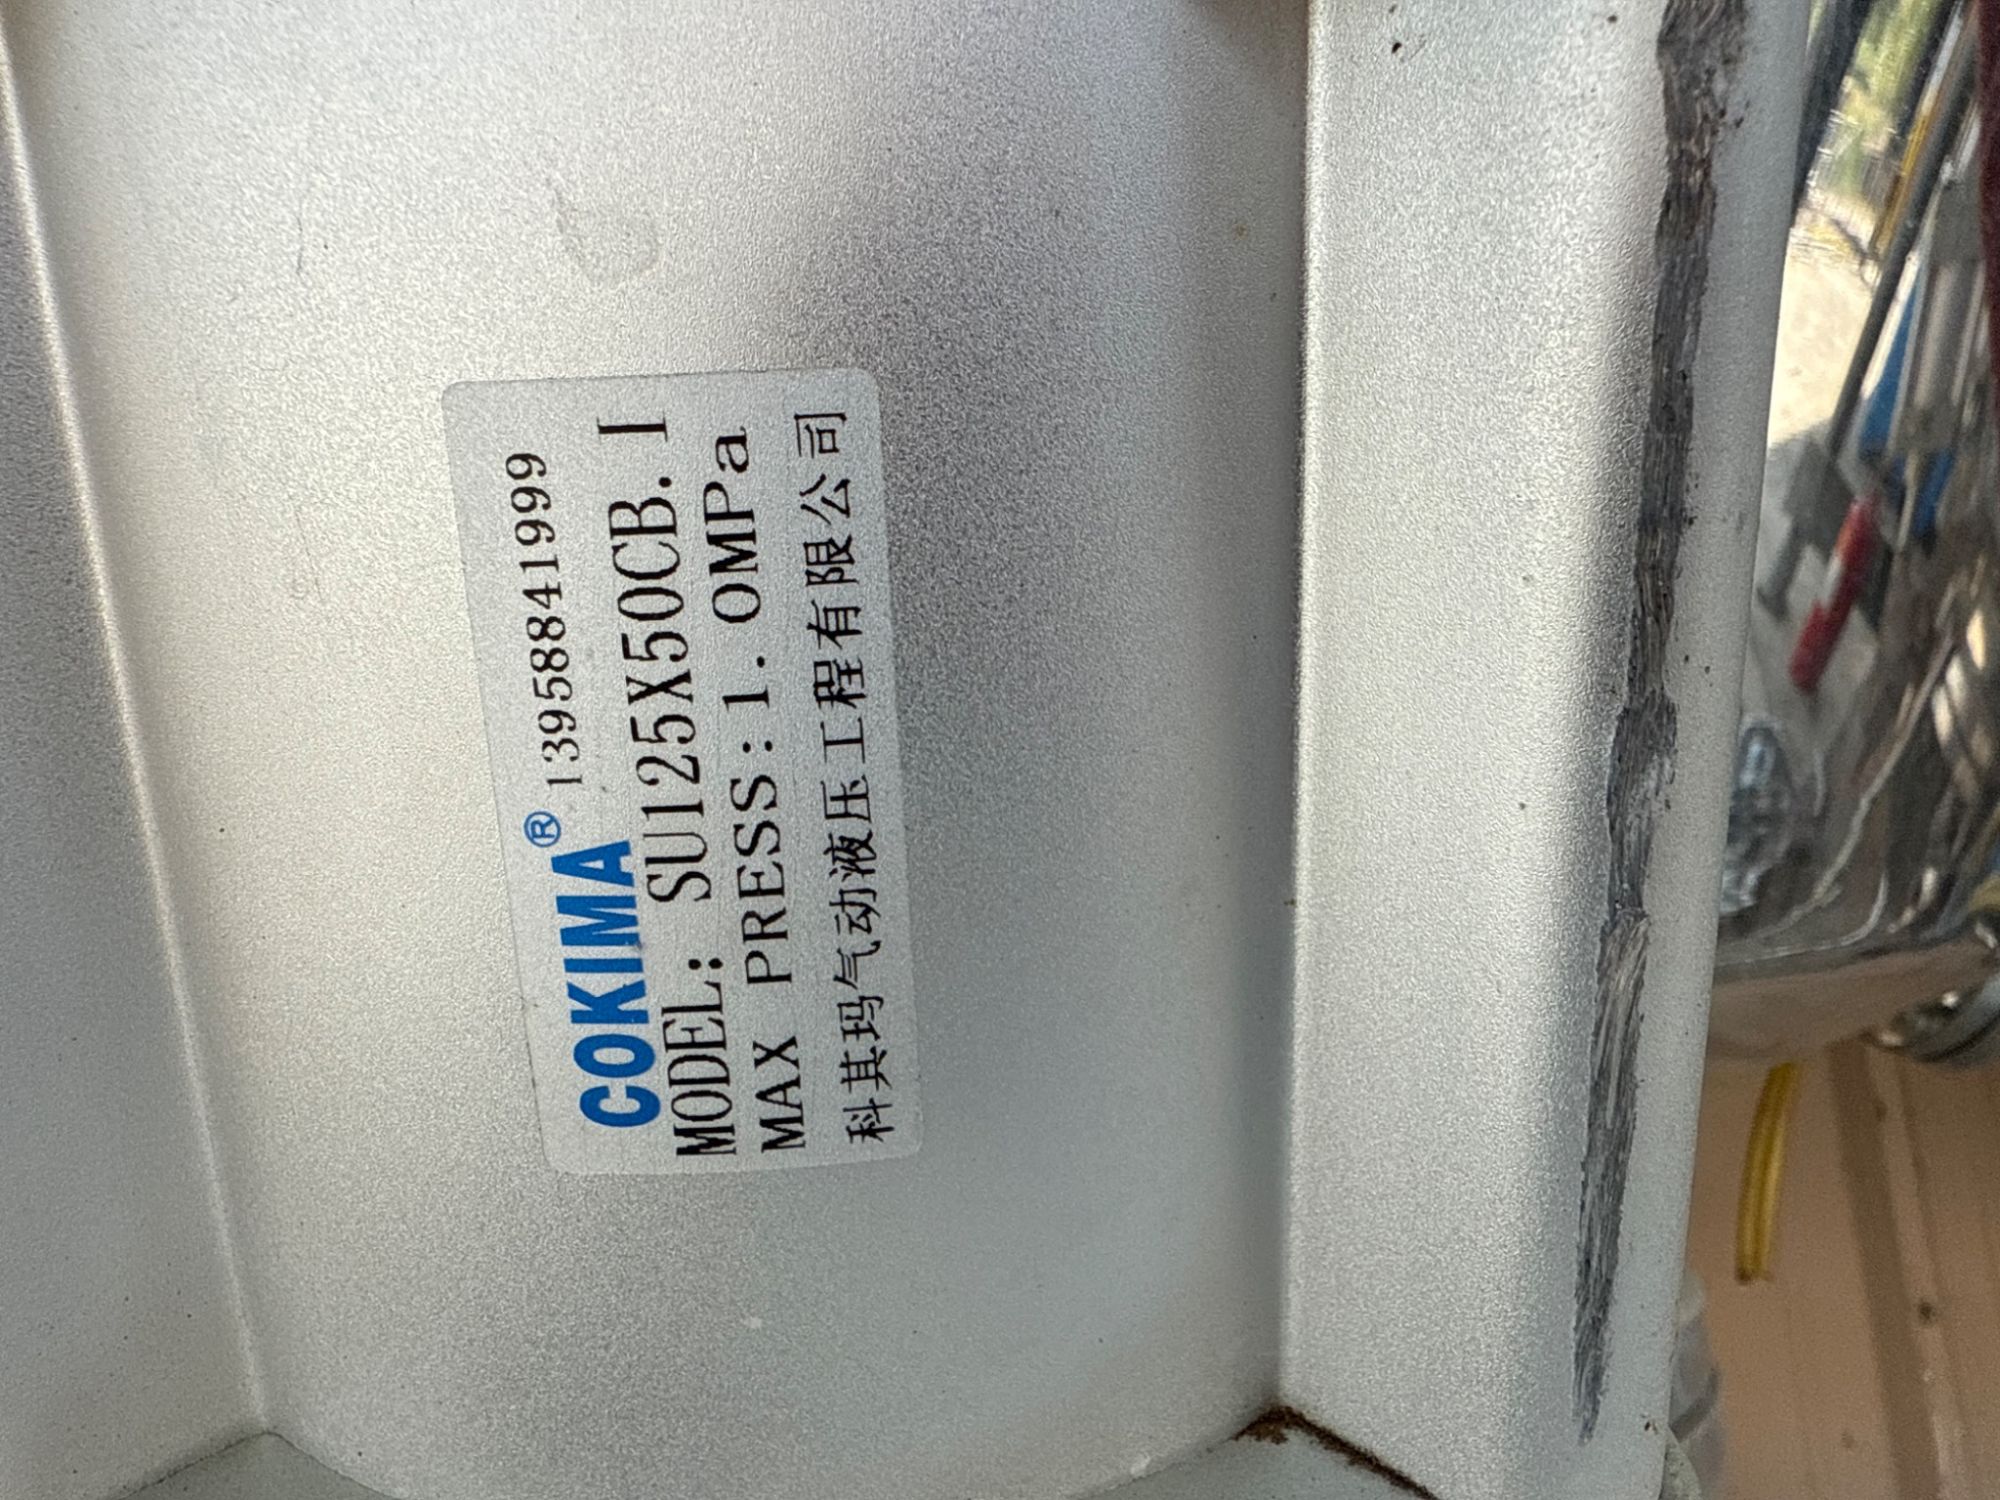 COKIMA® 13958841999
MODEL: SU125X50CB.I
MAX PRESS:1.0MPa
科其玛气动液压工程有限公司